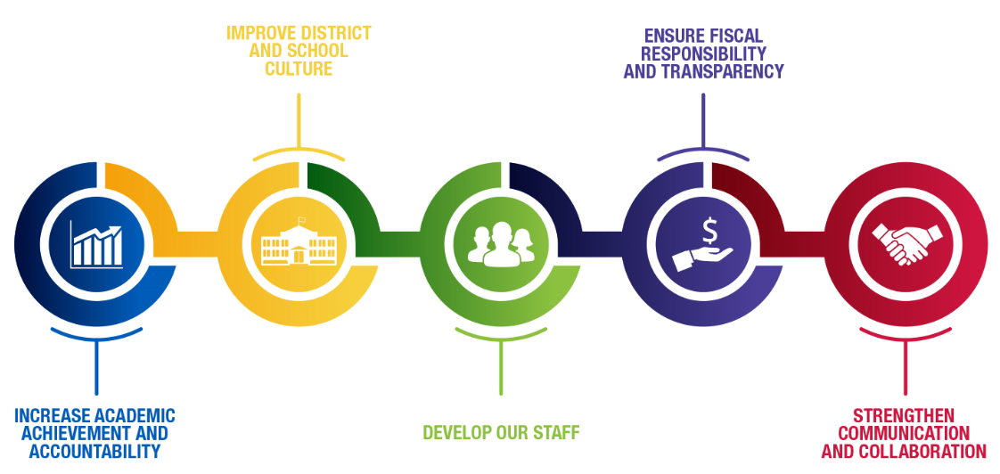 IMPROVE DISTRICT
AND SCHOOL
CULTURE
ENSURE FISCAL
RESPONSIBILITY
AND TRANSPARENCY
$
INCREASE ACADEMIC
ACHIEVEMENT AND
ACCOUNTABILITY
DEVELOP OUR STAFF
STRENGTHEN
COMMUNICATION
AND COLLABORATION